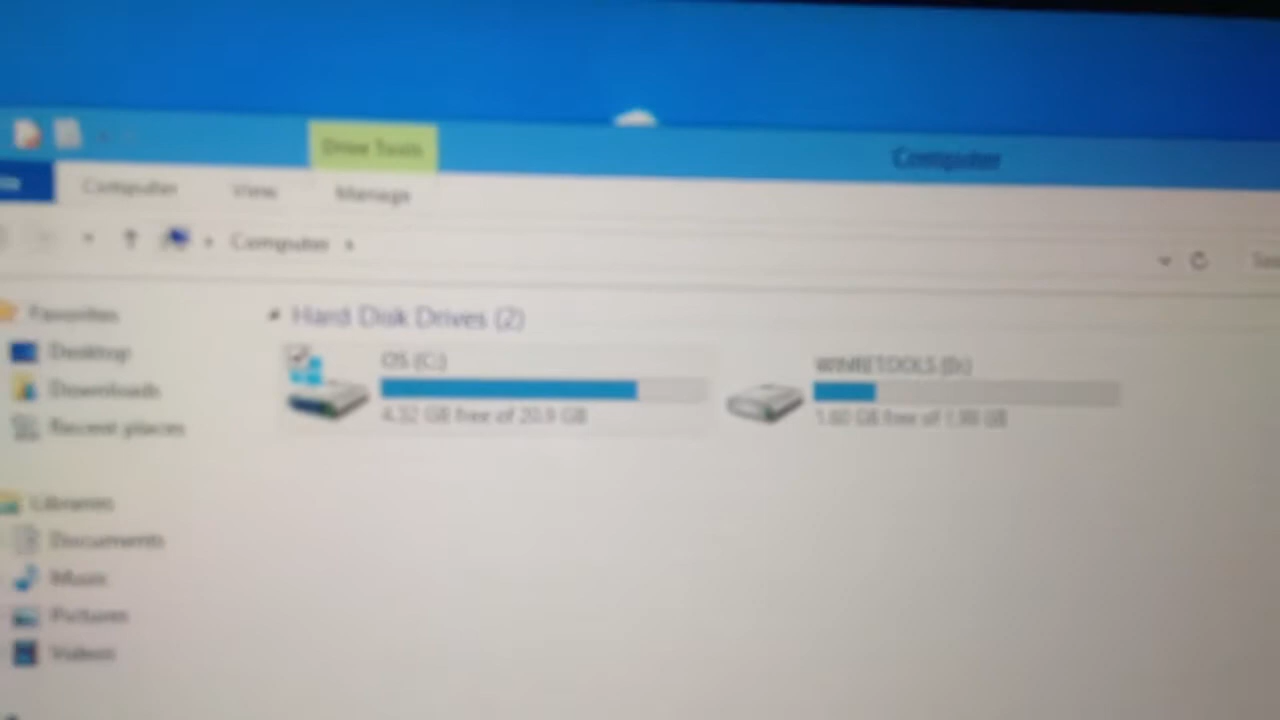 Drive Tools
Computer
Computer View Manage
Computer
Favorites
Desktop
Downloads
Recent places
Libraries
Documents
Music
Pictures
Videos
Hard Disk Drives (2)
OS (C:)
4.32 GB free of 20.9 GB
WINRETOOLS (D:)
1.60 GB free of 1.99 GB